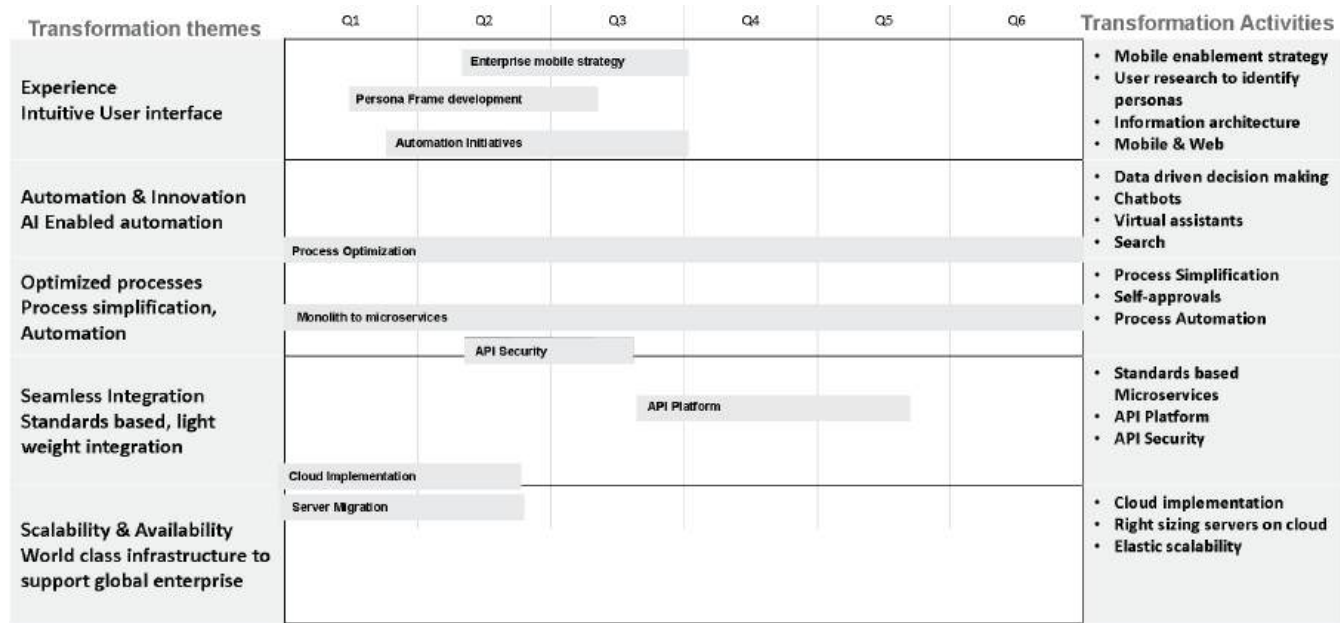 Transformation themes
Q1
Q2
Q3
Q4
Q5
Q6
Transformation Activities
Experience
Intuitive User interface
Enterprise mobile strategy
Persona Frame development
Automation Initiatives
• Mobile enablement strategy
• User research to identify
personas
• Information architecture
• Mobile & Web
Automation & Innovation
AI Enabled automation
Process Optimization
• Data driven decision making
• Chatbots
• Virtual assistants
• Search
Optimized processes
Process simplification,
Automation
Monolith to microservices
API Security
• Process Simplification
• Self-approvals
• Process Automation
Seamless Integration
Standards based, light
weight integration
API Platform
Cloud Implementation
• Standards based
Microservices
• API Platform
• API Security
Server Migration
Scalability & Availability
World class infrastructure to
support global enterprise
• Cloud implementation
• Right sizing servers on cloud
• Elastic scalability